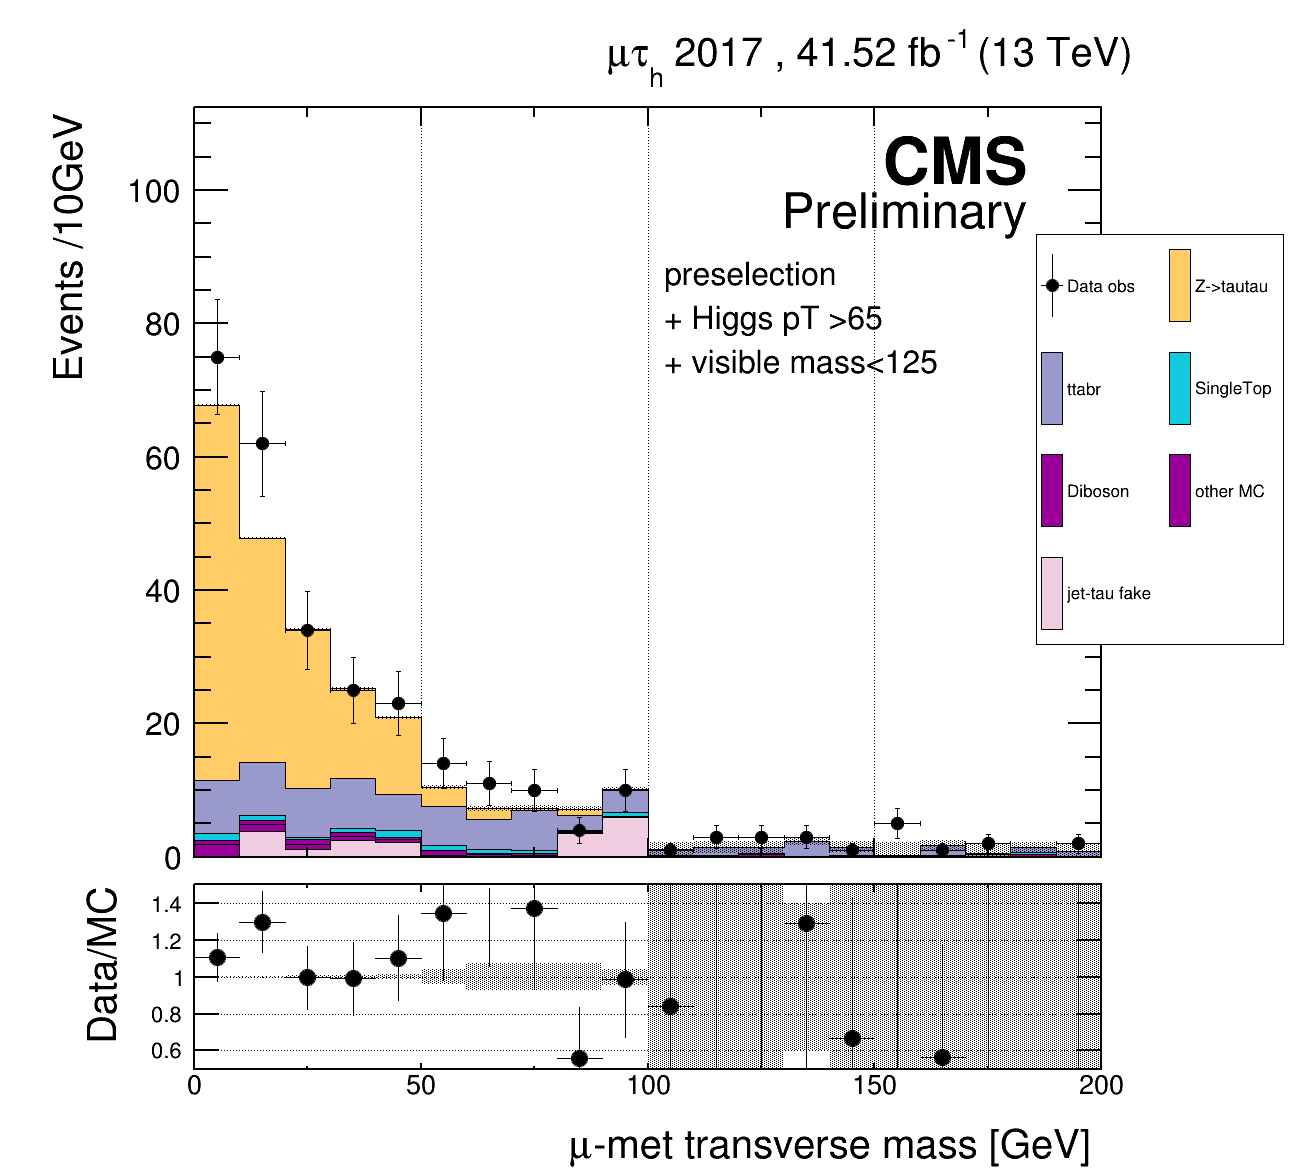 μτh 2017 , 41.52 fb-1 (13 TeV)
Events /10GeV
100
80
60
40
20
0
CMS
Preliminary
preselection
+ Higgs pT >65
+ visible mass<125
Data obs
Z->tautau
ttabr
SingleTop
Diboson
other MC
jet-tau fake
Data/MC
1.4
1.2
1
0.8
0.6
0 50 100 150 200
μ-met transverse mass [GeV]